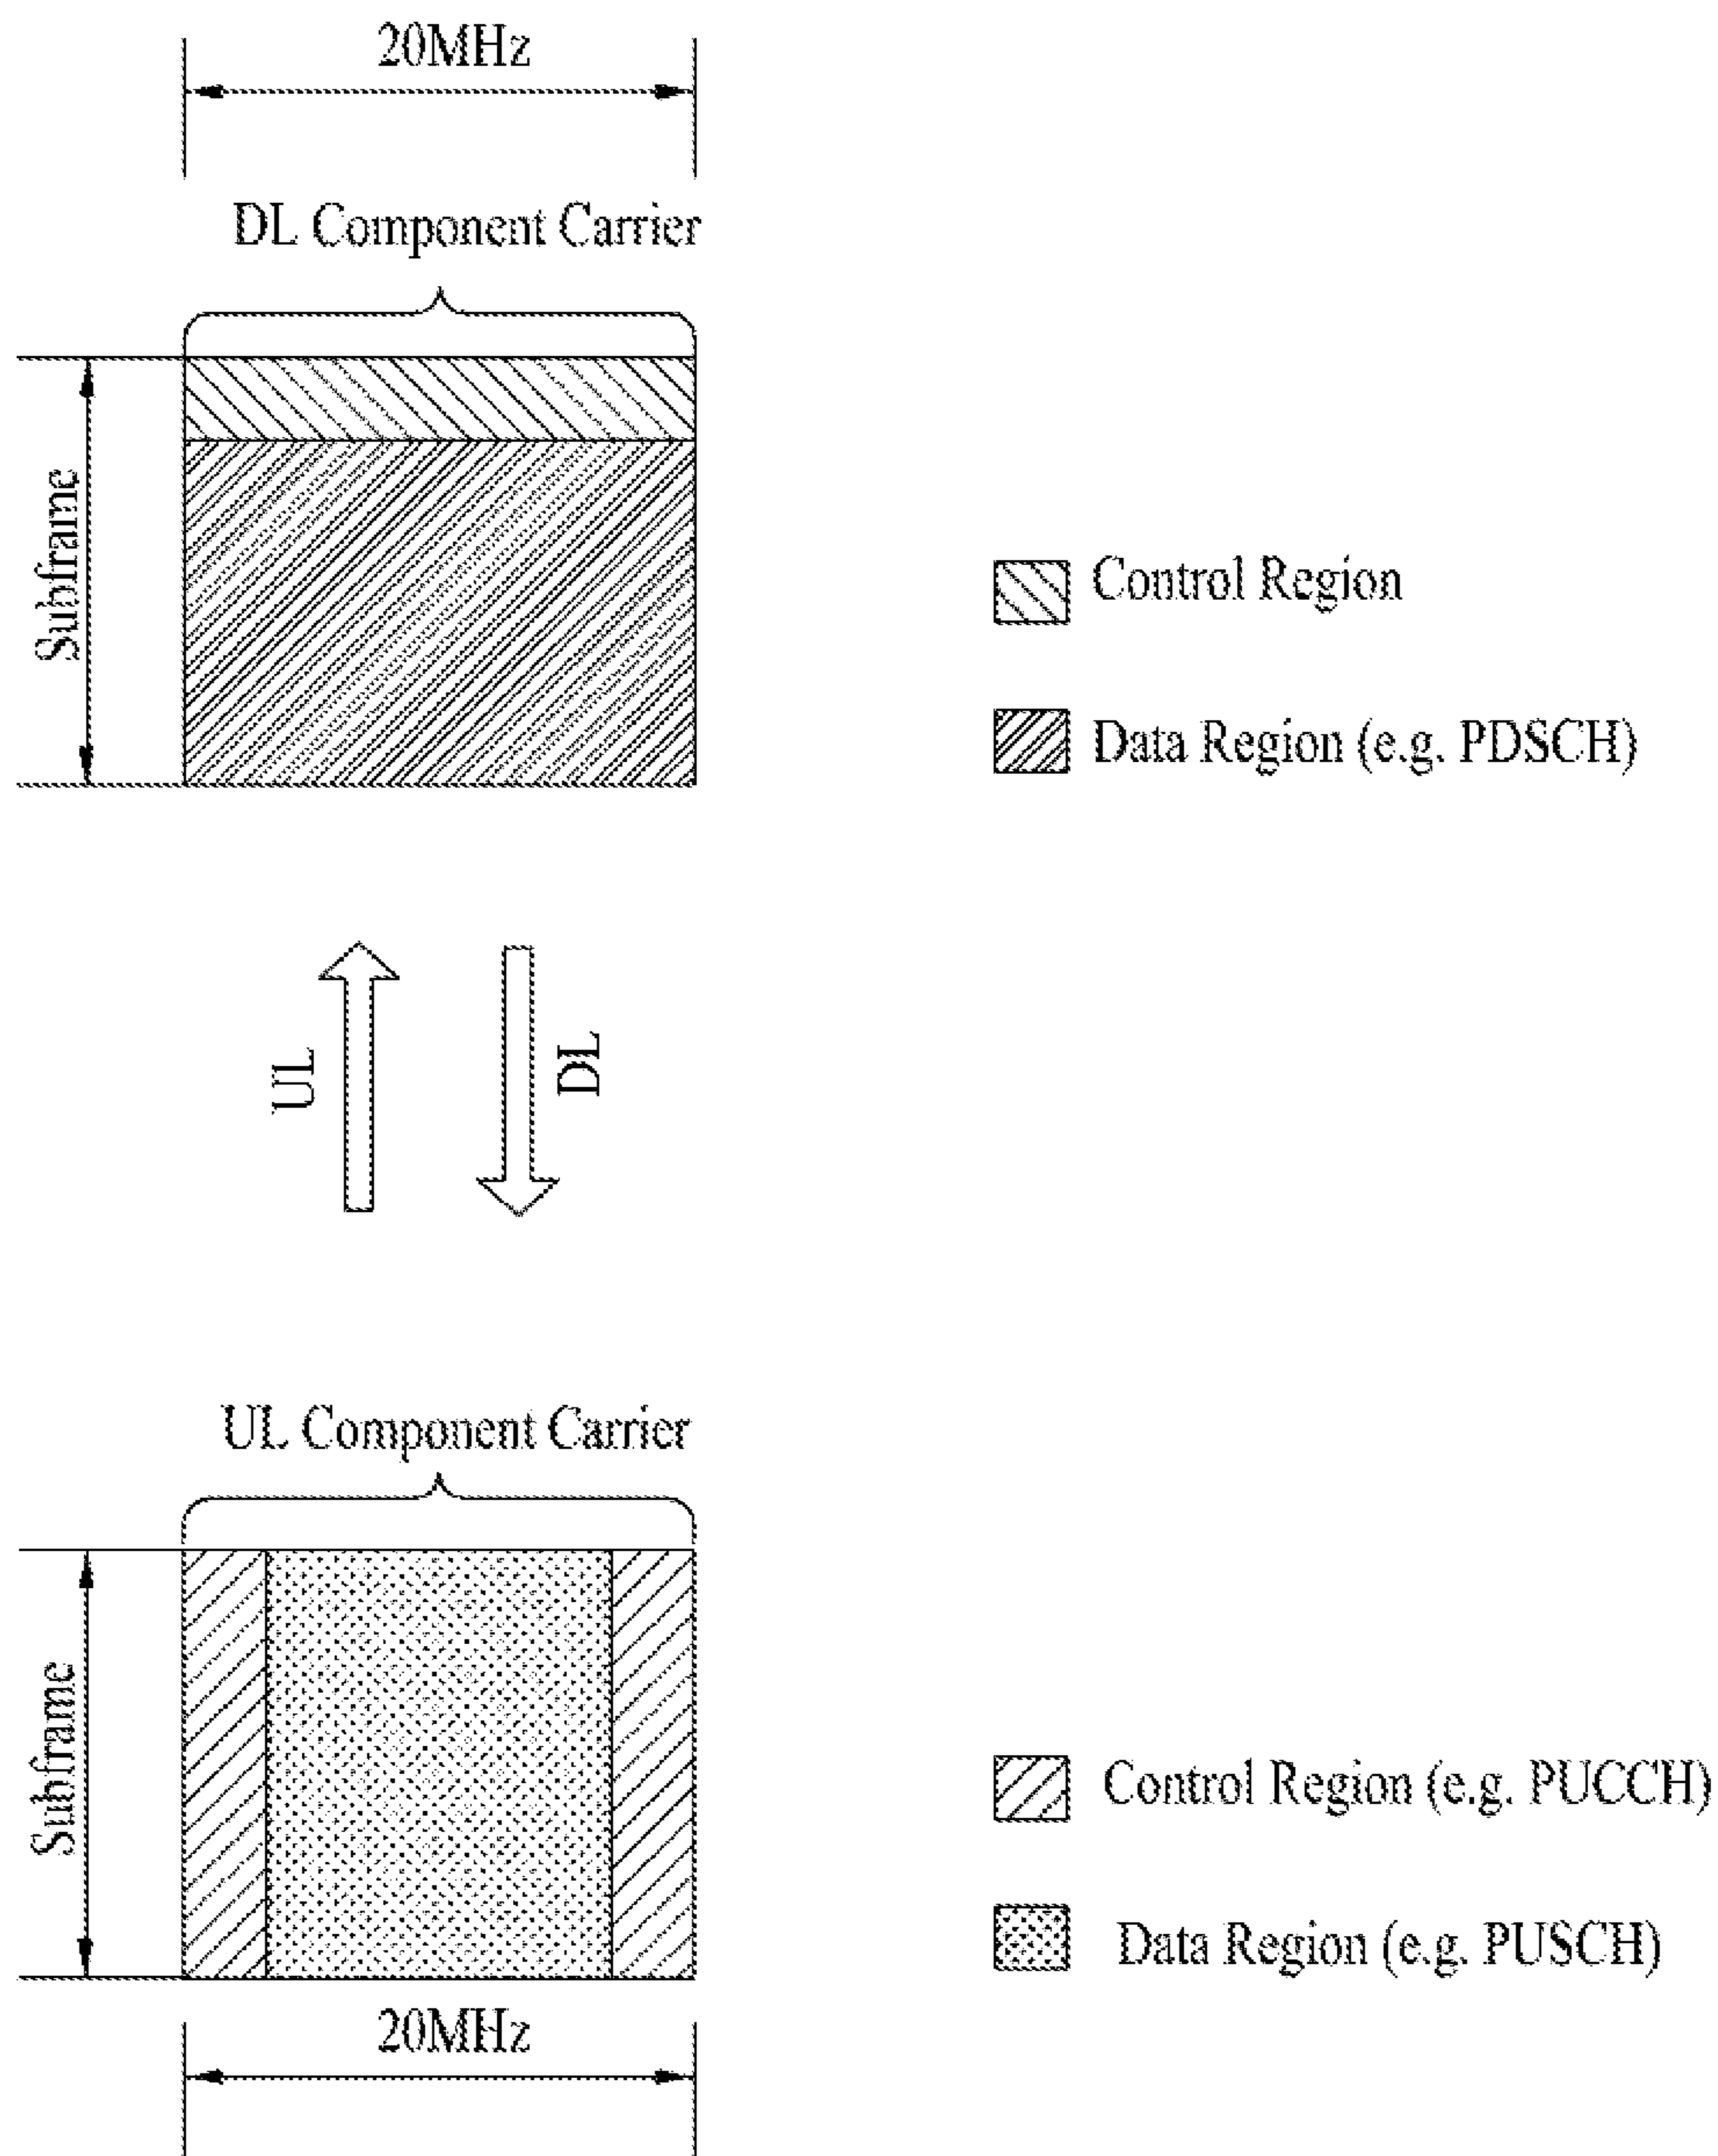 20MHz
DL Component Carrier
Subframe
Control Region
Data Region (e.g. PDSCH)
UL
DL
UL Component Carrier
Subframe
Control Region (e.g. PUCCH)
Data Region (e.g. PUSCH)
20MHz